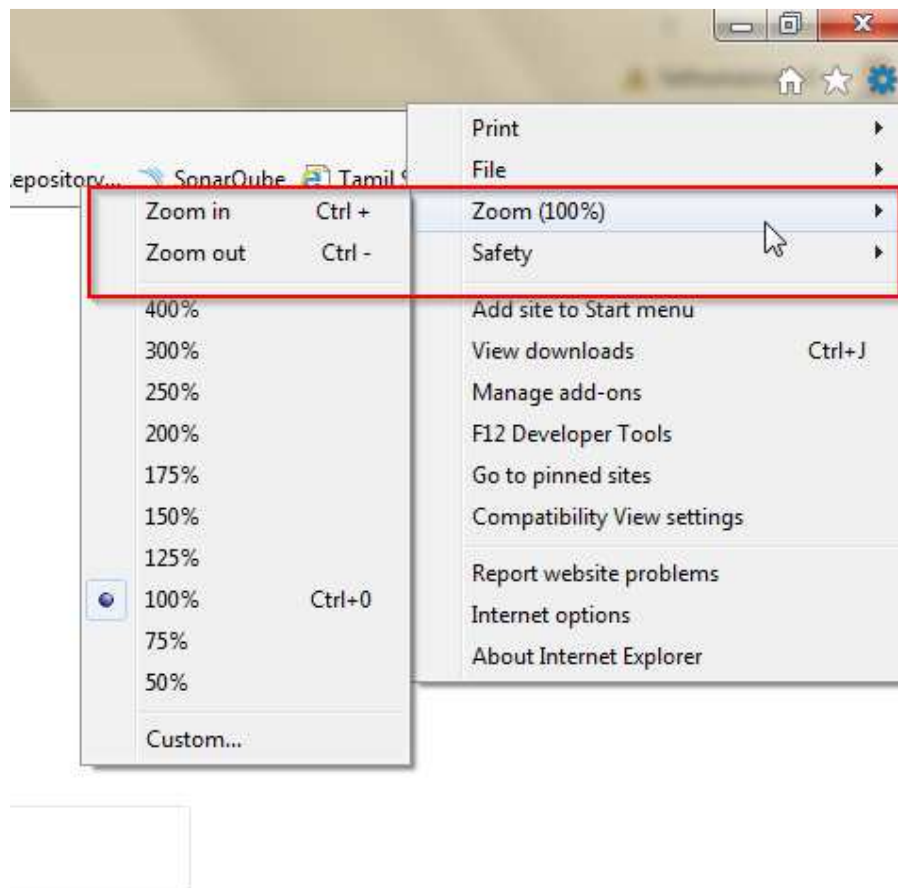 Print
File
epository... SonarQube Tamil S
Zoom in Ctrl + Zoom (100%)
Zoom out Ctrl - Safety
400% Add site to Start menu
300% View downloads Ctrl+J
250% Manage add-ons
200% F12 Developer Tools
175% Go to pinned sites
150% Compatibility View settings
125% Report website problems
100% Ctrl+0 Internet options
75% About Internet Explorer
50%
Custom...